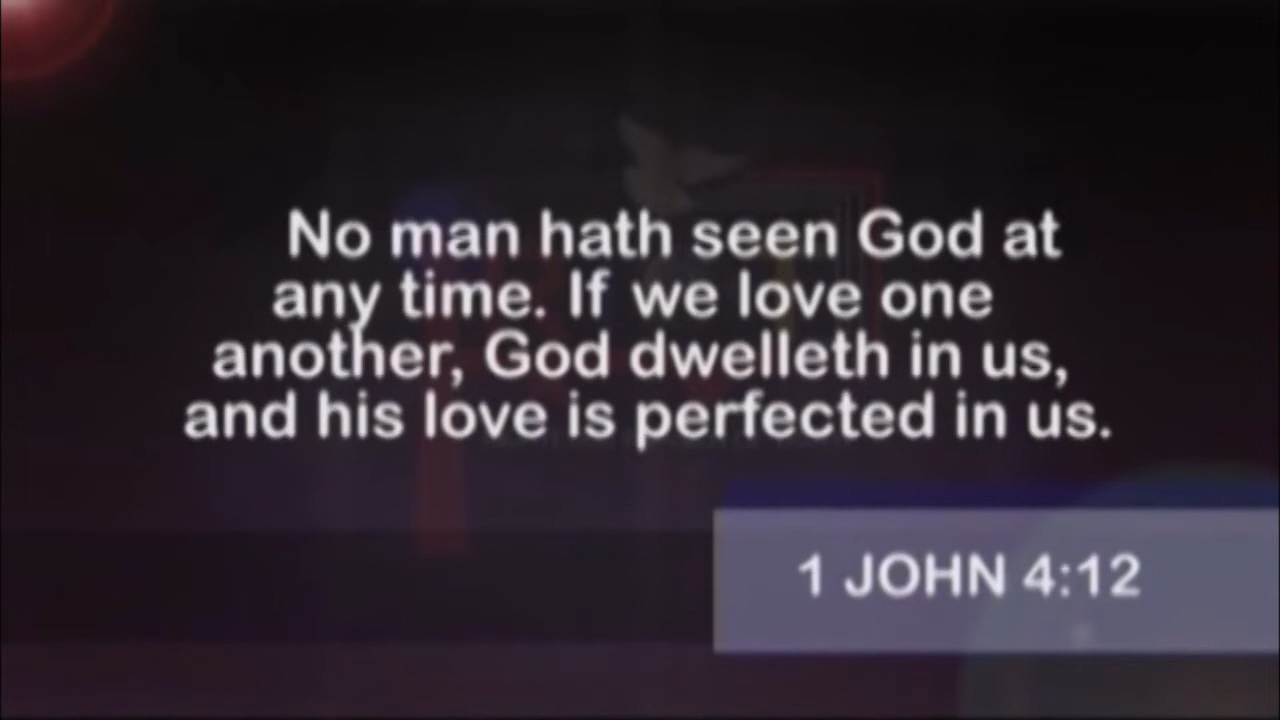 No man hath seen God at
any time. If we love one
another, God dwelleth in us,
and his love is perfected in us.
1 JOHN 4:12